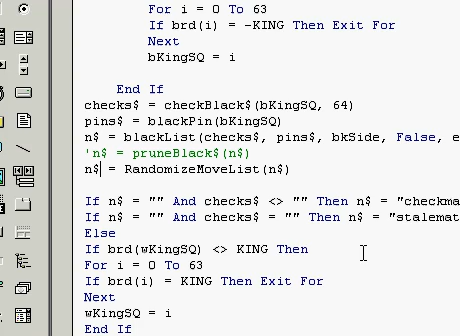 For i = 0 To 63
If brd(i) = -KING Then Exit For
Next
bKingSQ = i
End If
checks$ = checkBlack$(bKingSQ, 64)
pins$ = blackPin(bKingSQ)
n$ = blackList(checks$, pins$, bkSide, False, e
'n$ = pruneBlack$(n$)
n$ = RandomizeMoveList(n$)
If n$ = "" And checks$ <> "" Then n$ = "checkma
If n$ = "" And checks$ = "" Then n$ = "stalemat
Else
If brd(wKingSQ) <> KING Then
For i = 0 To 63
If brd(i) = KING Then Exit For
Next
wKingSQ = i
End If